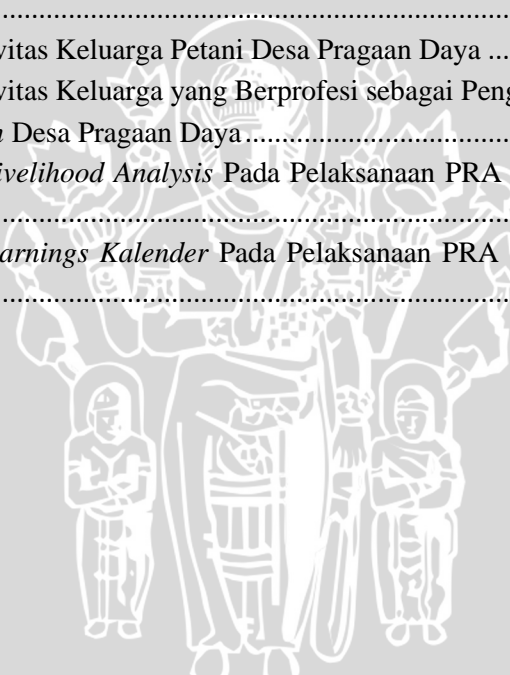 ..........................................................................
vitas Keluarga Petani Desa Pragaan Daya ...
vitas Keluarga yang Berprofesi sebagai Peng
n Desa Pragaan Daya..........................................
ivelihood Analysis Pada Pelaksanaan PRA
..........................................................................
arnings Kalender Pada Pelaksanaan PRA
..........................................................................